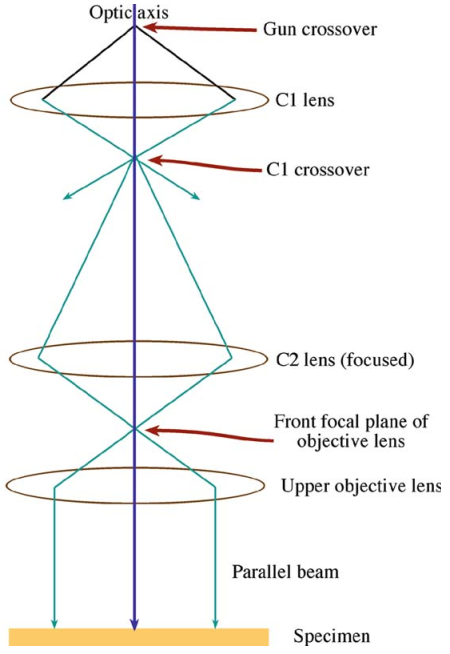 Optic axis
Gun crossover
C1 lens
C1 crossover
C2 lens (focused)
Front focal plane of
objective lens
Upper objective lens
Parallel beam
Specimen